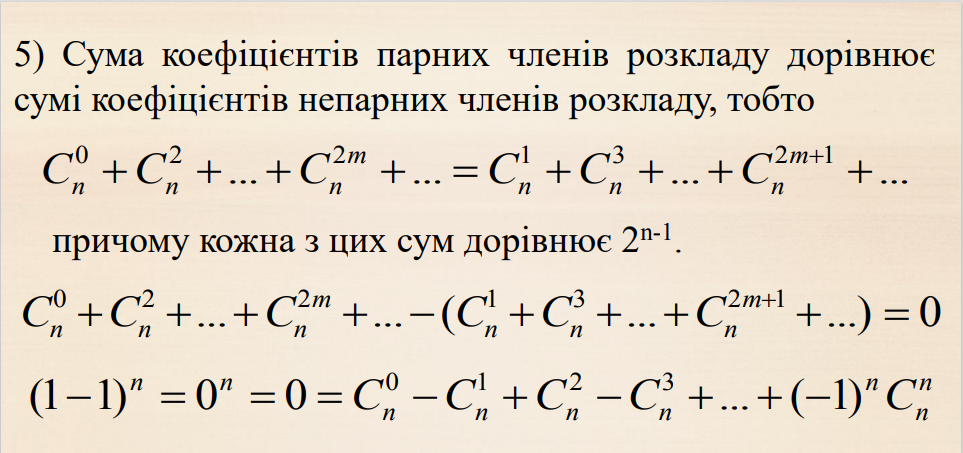 5) Сума коефіцієнтів парних членів розкладу дорівнює
сумі коефіцієнтів непарних членів розкладу, тобто
$C_n^0 + C_n^2 + ... + C_n^{2m} + ... = C_n^1 + C_n^3 + ... + C_n^{2m+1} + ...$
причому кожна з цих сум дорівнює 2^{n-1}.
$C_n^0 + C_n^2 + ... + C_n^{2m} + ... - (C_n^1 + C_n^3 + ... + C_n^{2m+1} + ...) = 0$
$(1-1)^n = 0^n = 0 = C_n^0 - C_n^1 + C_n^2 - C_n^3 + ... + (-1)^n C_n^n$